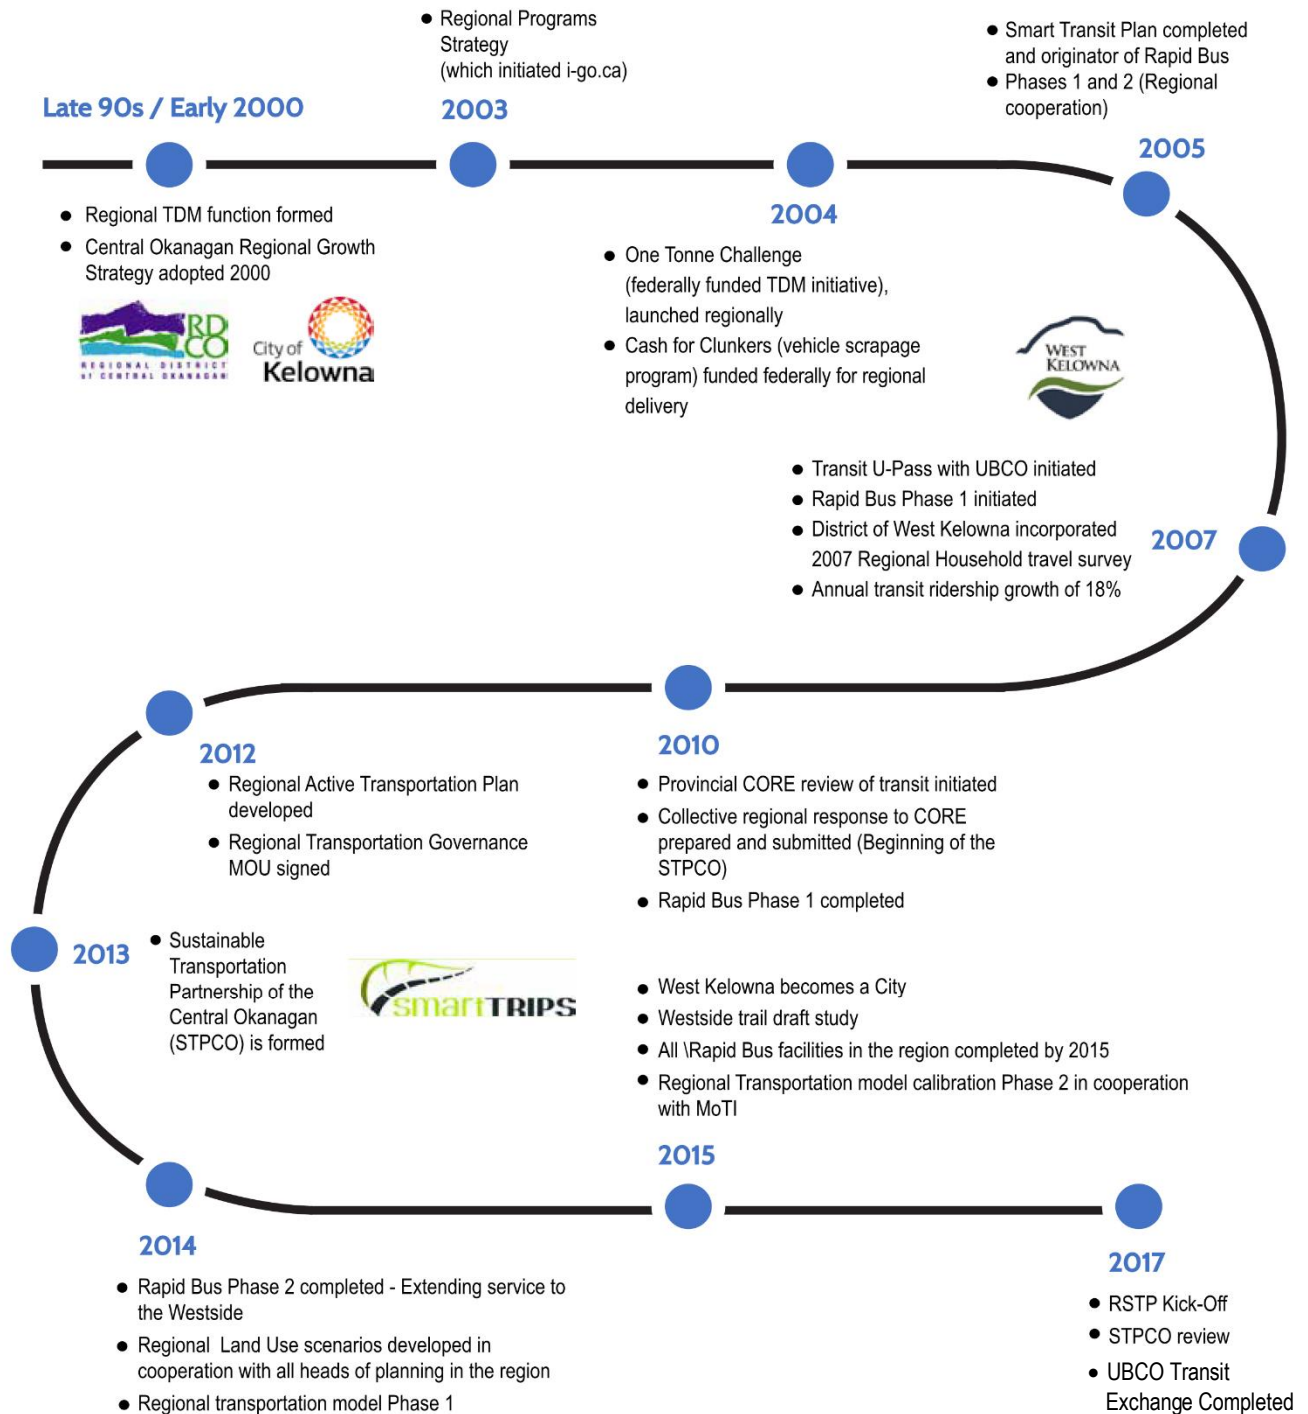 Late 90s / Early 2000
● Regional TDM function formed
● Central Okanagan Regional Growth
Strategy adopted 2000
RD
CO
REGIONAL DISTRICT
of CENTRAL OKANAGAN
City of
Kelowna
● Regional Programs
Strategy
(which initiated i-go.ca)
2003
2004
● One Tonne Challenge
(federally funded TDM initiative),
launched regionally
● Cash for Clunkers (vehicle scrapage
program) funded federally for regional
delivery
● Smart Transit Plan completed
and originator of Rapid Bus
● Phases 1 and 2 (Regional
cooperation)
2005
WEST
KELOWNA
● Transit U-Pass with UBCO initiated
● Rapid Bus Phase 1 initiated
● District of West Kelowna incorporated
2007 Regional Household travel survey
● Annual transit ridership growth of 18%
2007
2010
● Provincial CORE review of transit initiated
● Collective regional response to CORE
prepared and submitted (Beginning of the
STPCO)
● Rapid Bus Phase 1 completed
2012
● Regional Active Transportation Plan
developed
● Regional Transportation Governance
MOU signed
2013
● Sustainable
Transportation
Partnership of the
Central Okanagan
(STPCO) is formed
smartTRIPS
2014
● Rapid Bus Phase 2 completed - Extending service to
the Westside
● Regional Land Use scenarios developed in
cooperation with all heads of planning in the region
● Regional transportation model Phase 1
● West Kelowna becomes a City
● Westside trail draft study
● All \Rapid Bus facilities in the region completed by 2015
● Regional Transportation model calibration Phase 2 in cooperation
with MoTI
2015
2017
● RSTP Kick-Off
● STPCO review
● UBCO Transit
Exchange Completed